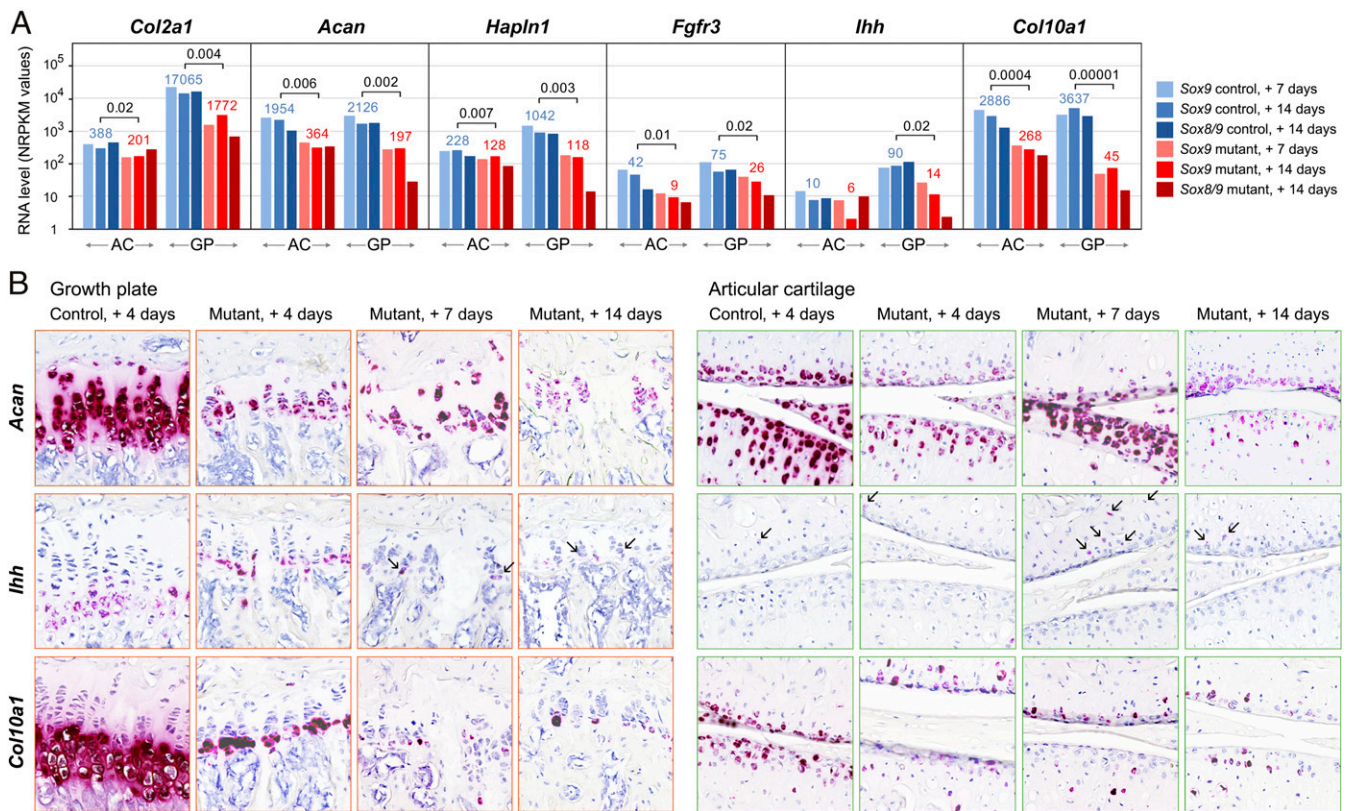 A
Col2a1 Acan Hapln1 Fgfr3 Ihh Col10a1
RNA level (NRPKM values)
10^5
10^4
10^3
10^2
10
1
0.02 388 201 0.004 17065 1772
0.006 1954 364 0.002 2126 197
0.007 228 128 0.003 1042 118
0.01 42 9 0.02 75 26
10 6 0.02 90 14
0.0004 2886 268 0.00001 3637 45
AC GP AC GP AC GP AC GP AC GP AC GP
Sox9 control, + 7 days
Sox9 control, + 14 days
Sox8/9 control, + 14 days
Sox9 mutant, + 7 days
Sox9 mutant, + 14 days
Sox8/9 mutant, + 14 days
B
Growth plate
Control, + 4 days Mutant, + 4 days Mutant, + 7 days Mutant, + 14 days
Articular cartilage
Control, + 4 days Mutant, + 4 days Mutant, + 7 days Mutant, + 14 days
Acan
Ihh
Col10a1